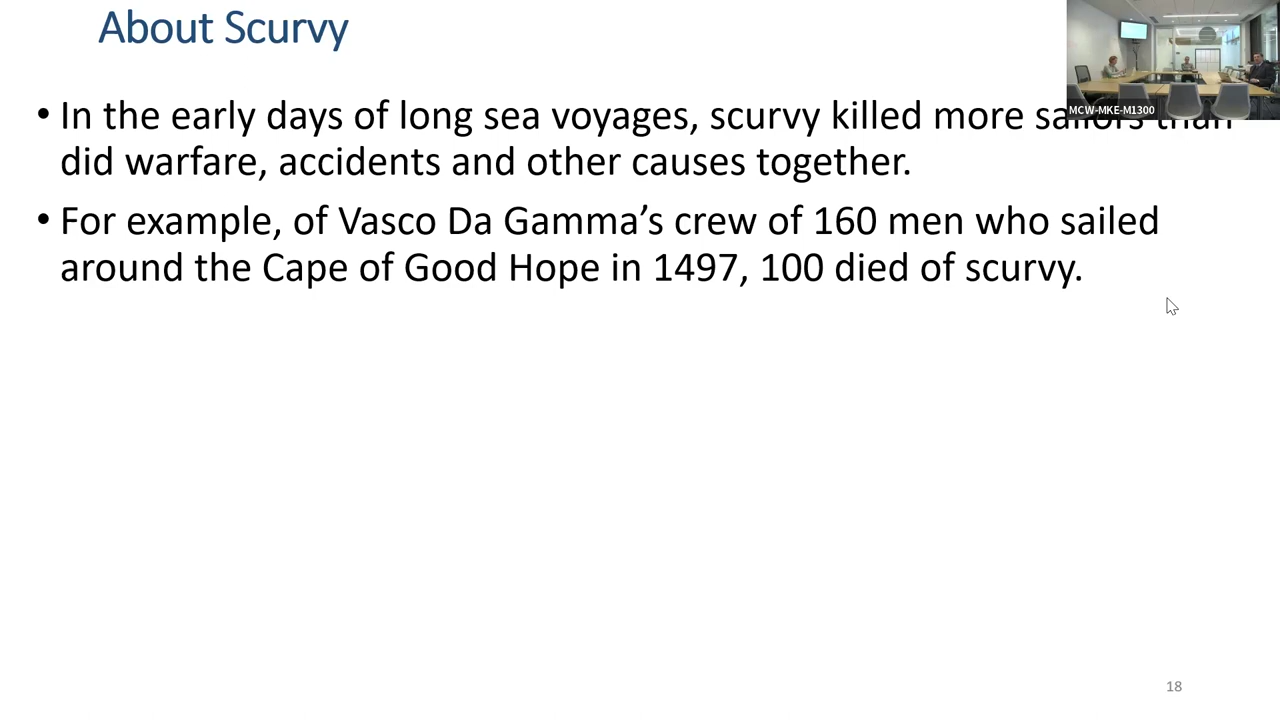 About Scurvy
• In the early days of long sea voyages, scurvy killed more sailors than
did warfare, accidents and other causes together.
• For example, of Vasco Da Gamma’s crew of 160 men who sailed
around the Cape of Good Hope in 1497, 100 died of scurvy.
MCW-MKE-M1300
18